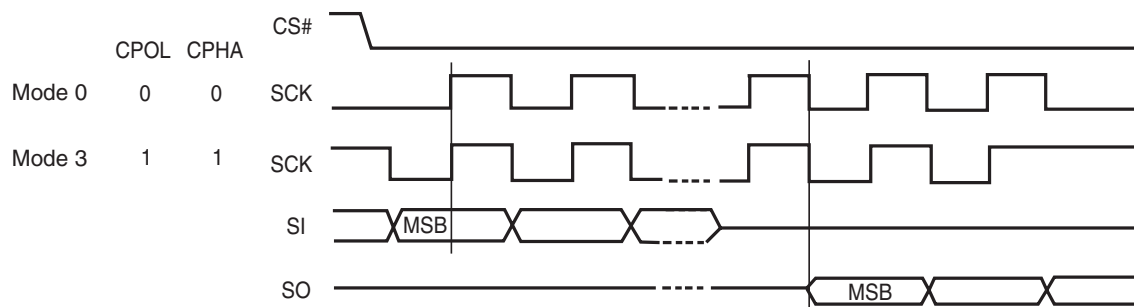 CS#
CPOL CPHA
Mode 0 0 0 SCK
Mode 3 1 1 SCK
SI MSB
SO MSB